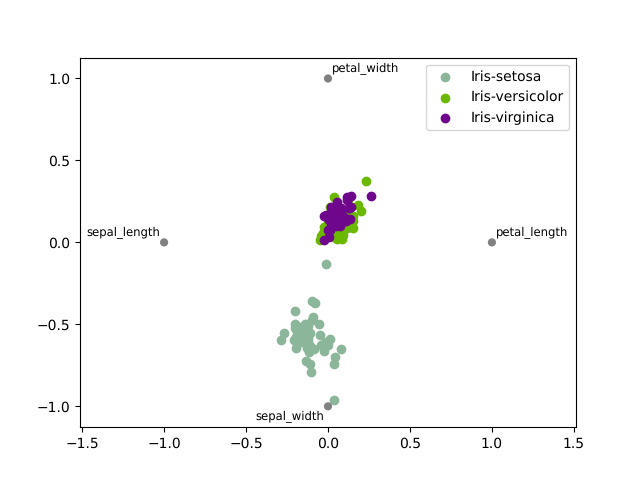 petal_width
Iris-setosa
Iris-versicolor
Iris-virginica
sepal_length
petal_length
sepal_width
1.0
0.5
0.0
−0.5
−1.0
−1.5
−1.0
−0.5
0.0
0.5
1.0
1.5